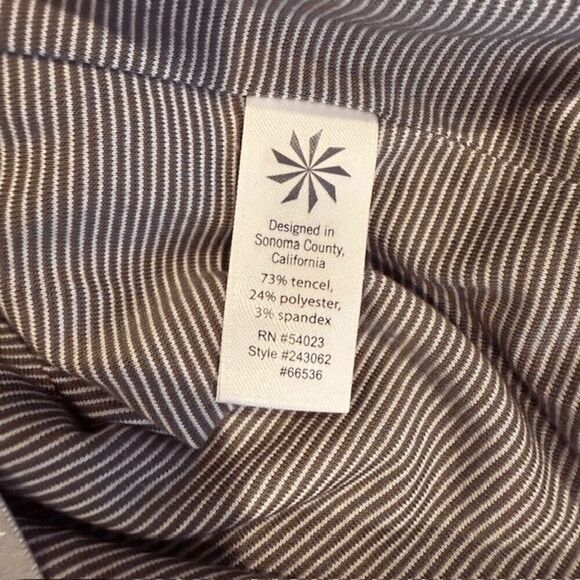 Designed in
Sonoma County,
California
73% tencel,
24% polyester,
3% spandex
RN #54023
Style #243062
#66536